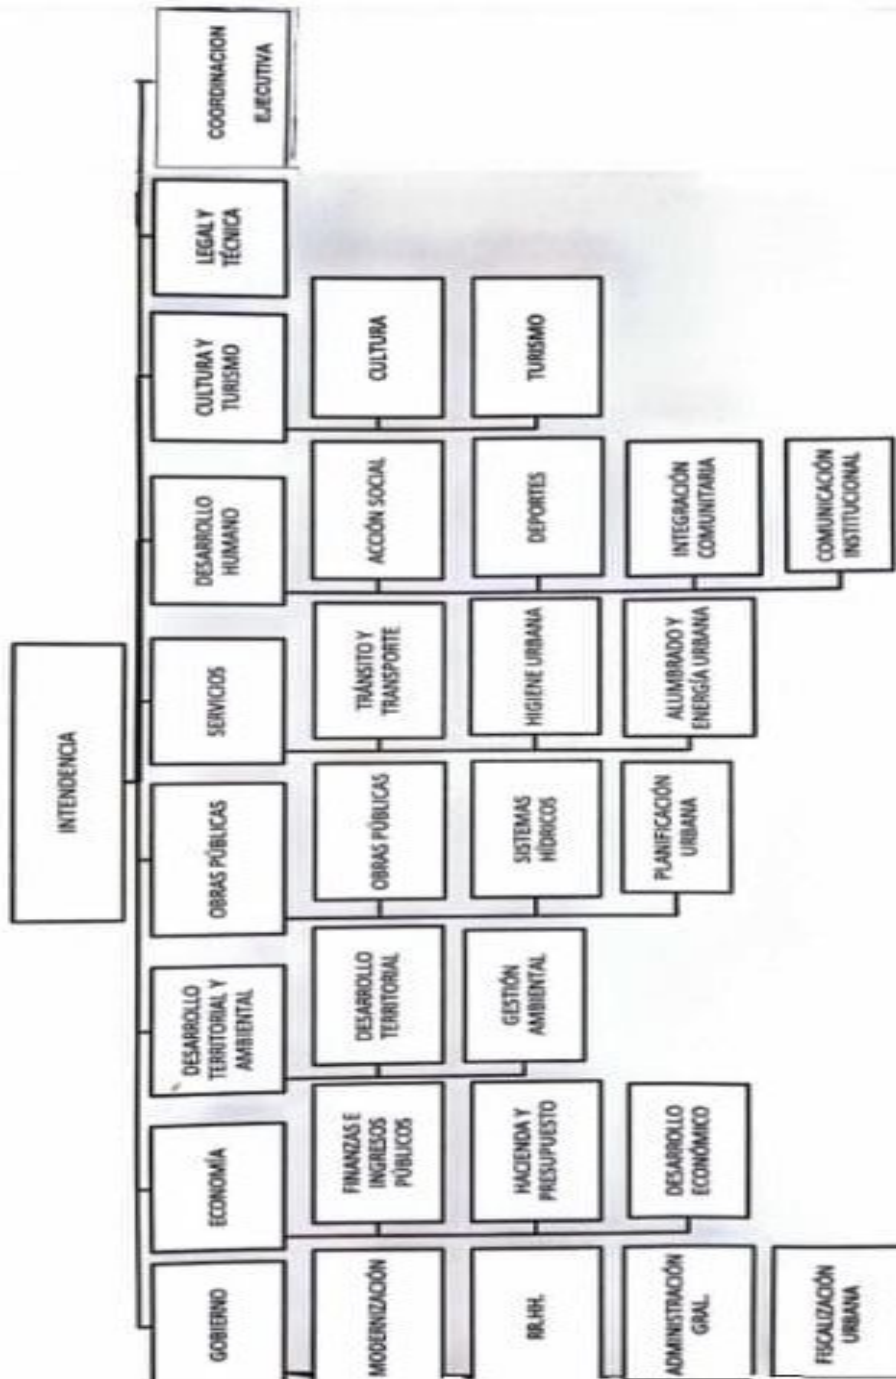 INTENDENCIA
GOBIERNO
ECONOMÍA
DESARROLLO
TERRITORIAL Y
AMBIENTAL
OBRAS PÚBLICAS
SERVICIOS
DESARROLLO
HUMANO
CULTURA Y
TURISMO
LEGAL Y
TÉCNICA
COORDINACION
EJECUTIVA
MODERNIZACIÓN
FINANZAS E
INGRESOS
PÚBLICOS
DESARROLLO
TERRITORIAL
OBRAS PÚBLICAS
TRÁNSITO Y
TRANSPORTE
ACCIÓN SOCIAL
CULTURA
RR.HH.
HACIENDA Y
PRESUPUESTO
GESTIÓN
AMBIENTAL
SISTEMAS
HÍDRICOS
HIGIENE URBANA
DEPORTES
TURISMO
ADMINISTRACIÓN
GRAL.
DESARROLLO
ECONÓMICO
PLANIFICACIÓN
URBANA
ALUMBRADO Y
ENERGÍA URBANA
INTEGRACIÓN
COMUNITARIA
FISCALIZACIÓN
URBANA
COMUNICACIÓN
INSTITUCIONAL